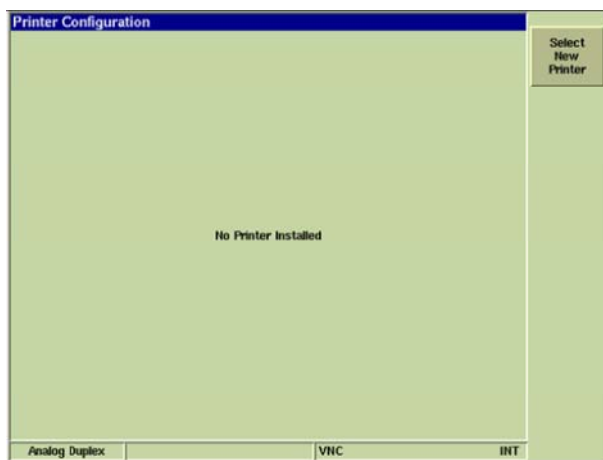 Printer Configuration
Select
New
Printer
No Printer Installed
Analog Duplex VNC INT